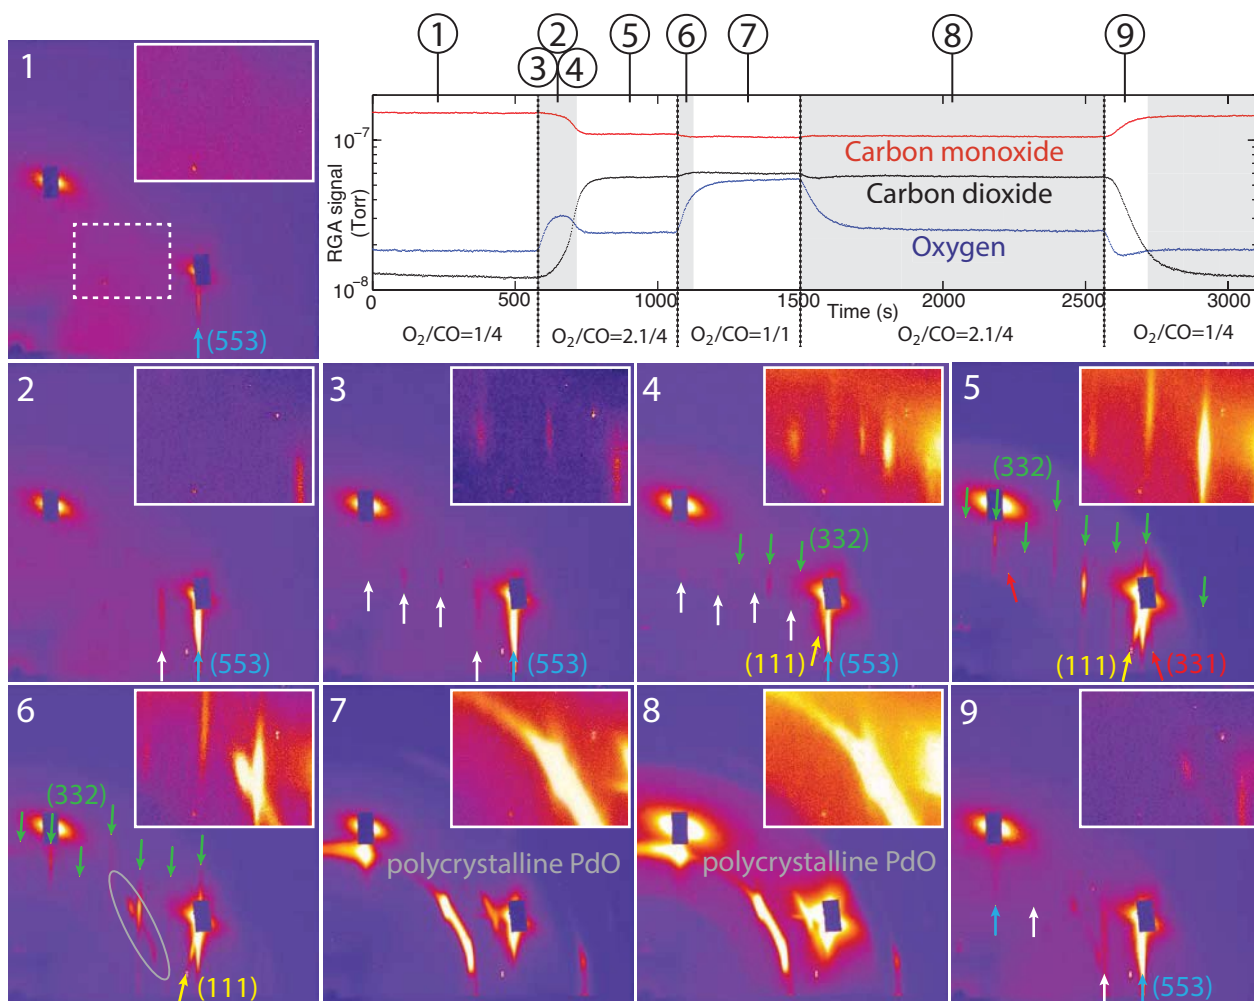 1 2 3 4 5 6 7 8 9
RGA signal
(Torr)
10⁻⁷
10⁻⁸
Carbon monoxide
Carbon dioxide
Oxygen
0 500 1000 1500 2000 2500 3000
Time (s)
O₂/CO=1/4 O₂/CO=2.1/4 O₂/CO=1/1 O₂/CO=2.1/4 O₂/CO=1/4
1
(553)
2
(553)
3
(553)
4
(332)
(111) (553)
5
(332)
(111) (331)
6
(332)
(111)
7
polycrystalline PdO
8
polycrystalline PdO
9
(553)